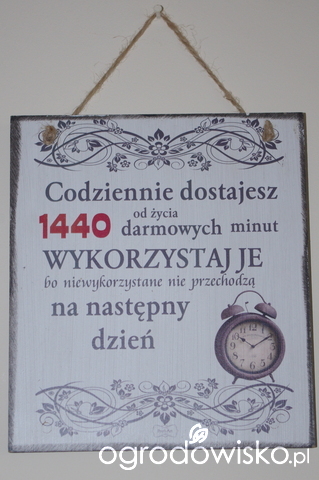 Codziennie dostajesz
od życia
1440 darmowych minut
WYKORZYSTAJ JE
bo niewykorzystane nie przechodzą
na następny
dzień
ogrodowisko.pl